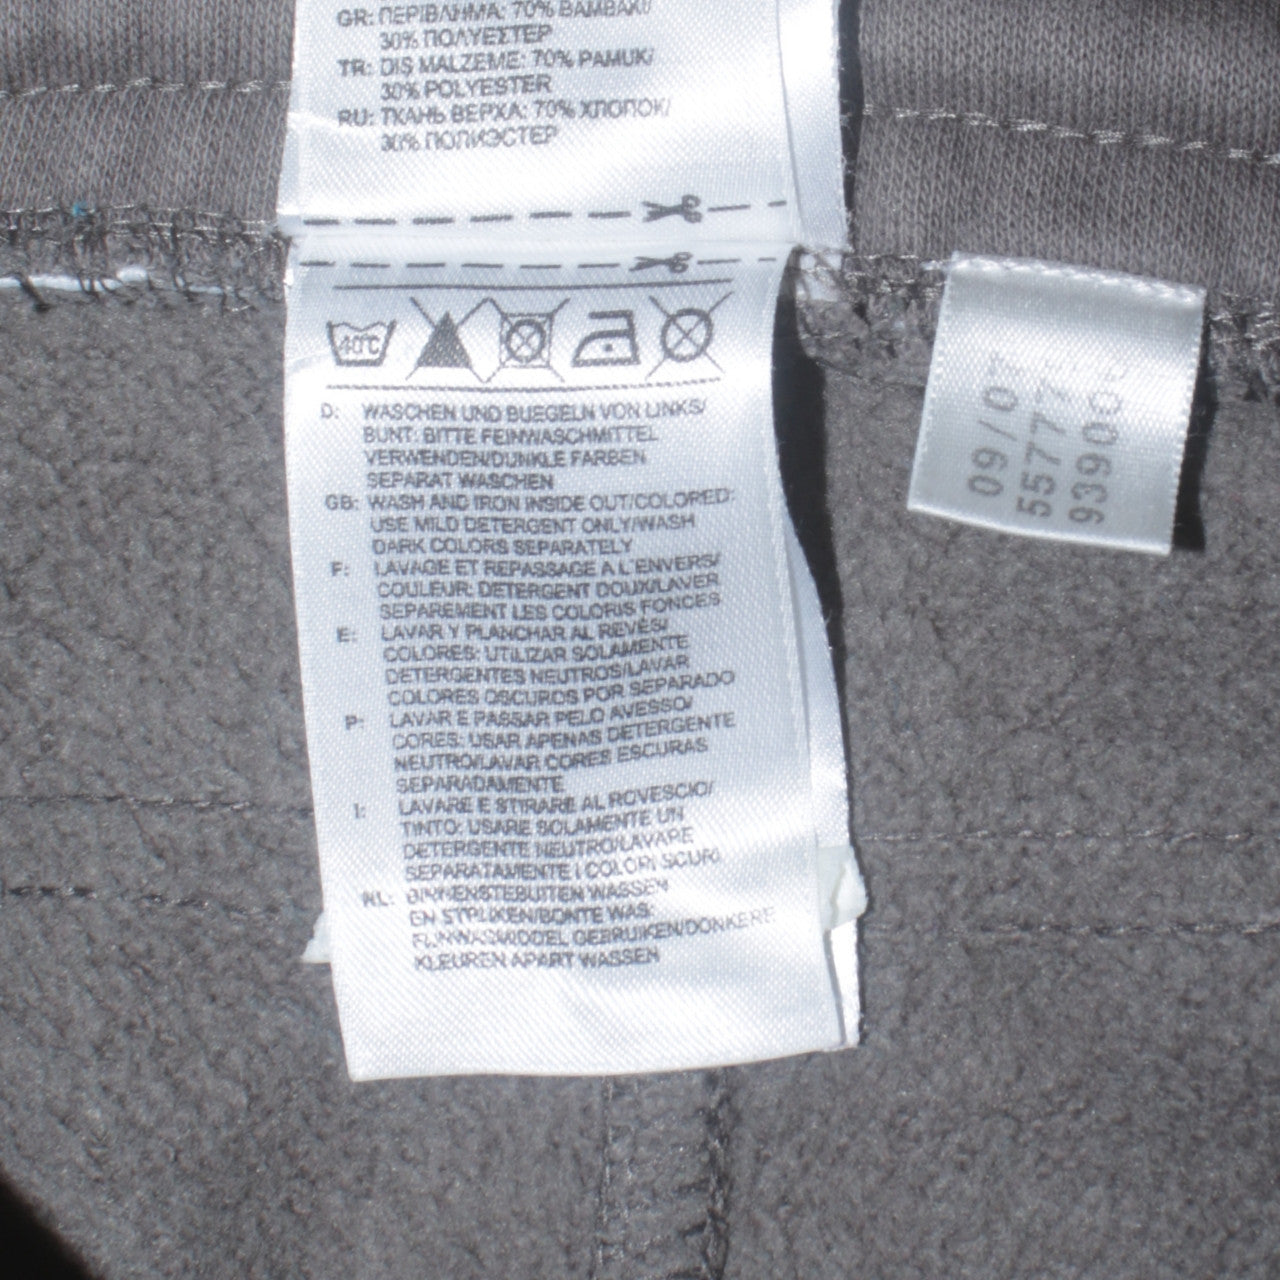 GR: ΠΕΡΙΒΛΗΜΑ: 70% ΒΑΜΒΑΚΙ/
30% ΠΟΛΥΕΣΤΕΡ
TR: DIŞ MALZEME: 70% PAMUK/
30% POLYESTER
RU: ТКАНЬ ВЕРХА: 70% ХЛОПОК/
30% ПОЛИЭСТЕР
40°C
D: WASCHEN UND BUEGELN VON LINKS/
BUNT: BITTE FEINWASCHMITTEL
VERWENDEN/DUNKLE FARBEN
SEPARAT WASCHEN
GB: WASH AND IRON INSIDE OUT/COLORED:
USE MILD DETERGENT ONLY/WASH
DARK COLORS SEPARATELY
F: LAVAGE ET REPASSAGE A L'ENVERS/
COULEUR: DETERGENT DOUX/LAVER
SEPAREMENT LES COLORIS FONCES
E: LAVAR Y PLANCHAR AL REVÉS/
COLORES: UTILIZAR SOLAMENTE
DETERGENTES NEUTROS/LAVAR
COLORES OSCUROS POR SEPARADO
P: LAVAR E PASSAR PELO AVESSO/
CORES: USAR APENAS DETERGENTE
NEUTRO/LAVAR CORES ESCURAS
SEPARADAMENTE
I: LAVARE E STIRARE AL ROVESCIO/
TINTO: USARE SOLAMENTE UN
DETERGENTE NEUTRO/LAVARE
SEPARATAMENTE I COLORI SCURI
NL: BINNENSTEBUITEN WASSEN
EN STRIJKEN/BONTE WAS:
FIJNWASMIDDEL GEBRUIKEN/DONKERE
KLEUREN APART WASSEN
09/07